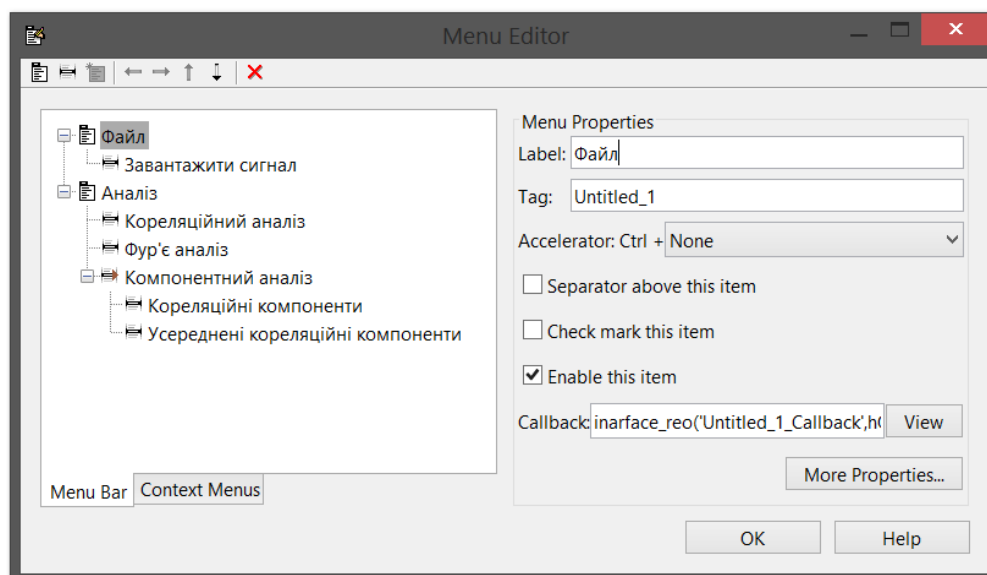 Menu Editor
Файл
Завантажити сигнал
Аналіз
Кореляційний аналіз
Фур'є аналіз
Компонентний аналіз
Кореляційні компоненти
Усереднені кореляційні компоненти
Menu Bar
Context Menus
Menu Properties
Label: Файл
Tag: Untitled_1
Accelerator: Ctrl + None
Separator above this item
Check mark this item
Enable this item
Callback: inarface_reo('Untitled_1_Callback',h( View
More Properties...
OK
Help